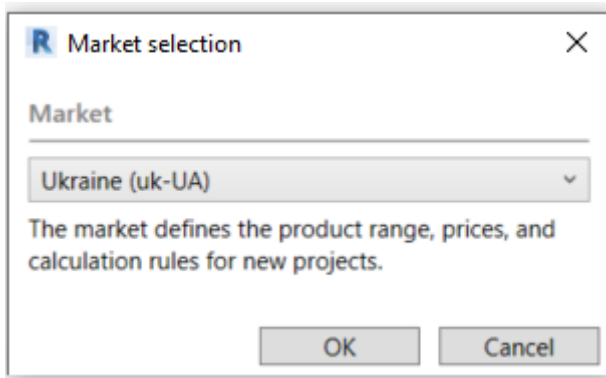 R Market selection
Market
Ukraine (uk-UA)
The market defines the product range, prices, and
calculation rules for new projects.
OK Cancel